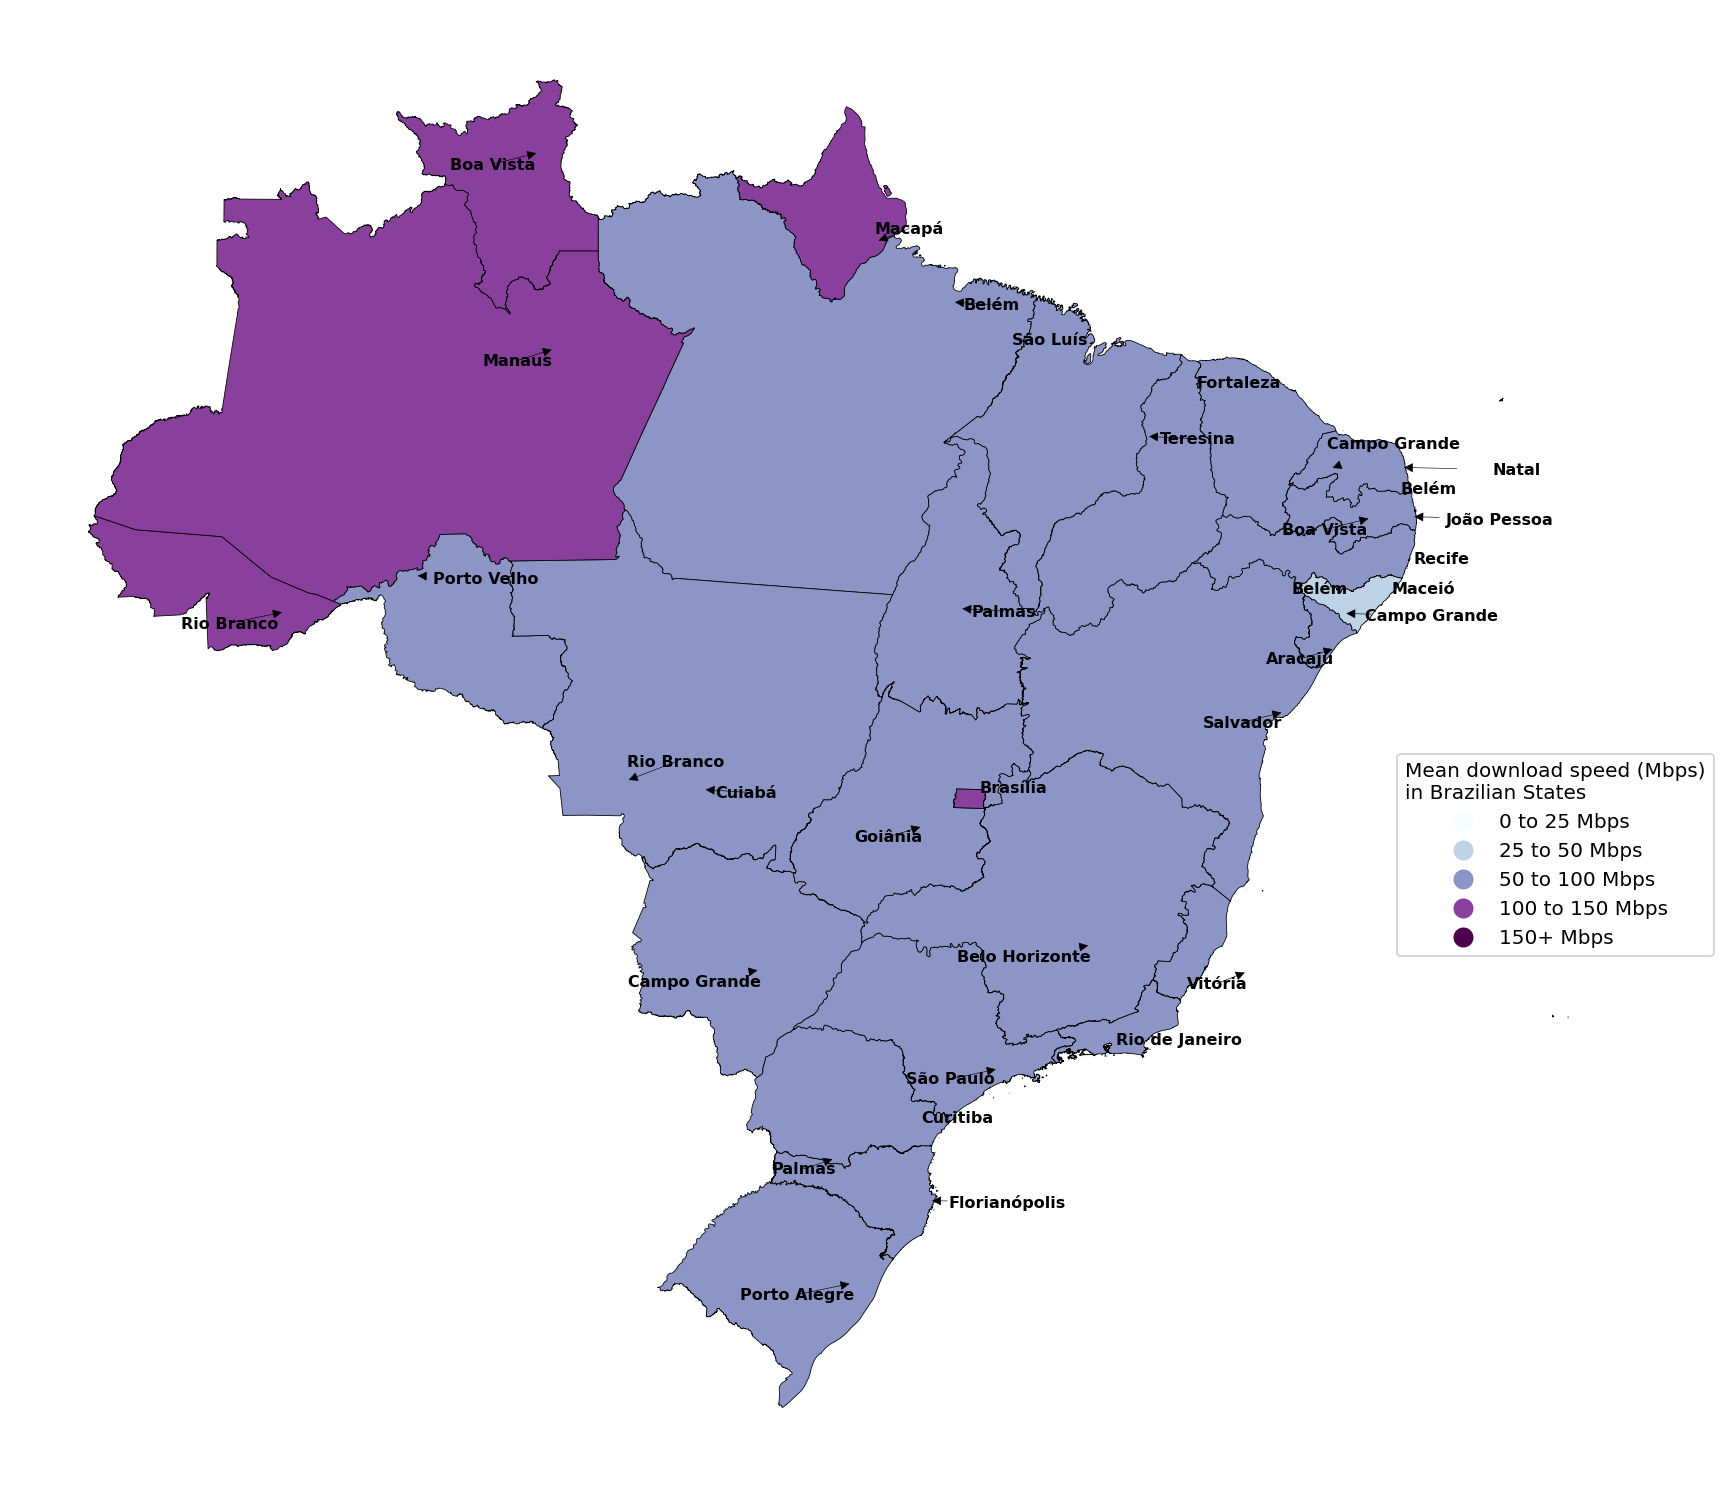 Boa Vista
Macapá
Belém
São Luís
Manaus
Fortaleza
Teresina
Campo Grande
Natal
Belém
João Pessoa
Boa Vista
Recife
Porto Velho
Belém
Maceió
Palmas
Campo Grande
Rio Branco
Aracaju
Salvador
Rio Branco
Cuiabá
Brasília
Goiânia
Mean download speed (Mbps)
in Brazilian States
0 to 25 Mbps
25 to 50 Mbps
50 to 100 Mbps
100 to 150 Mbps
150+ Mbps
Belo Horizonte
Campo Grande
Vitória
Rio de Janeiro
São Paulo
Curitiba
Palmas
Florianópolis
Porto Alegre